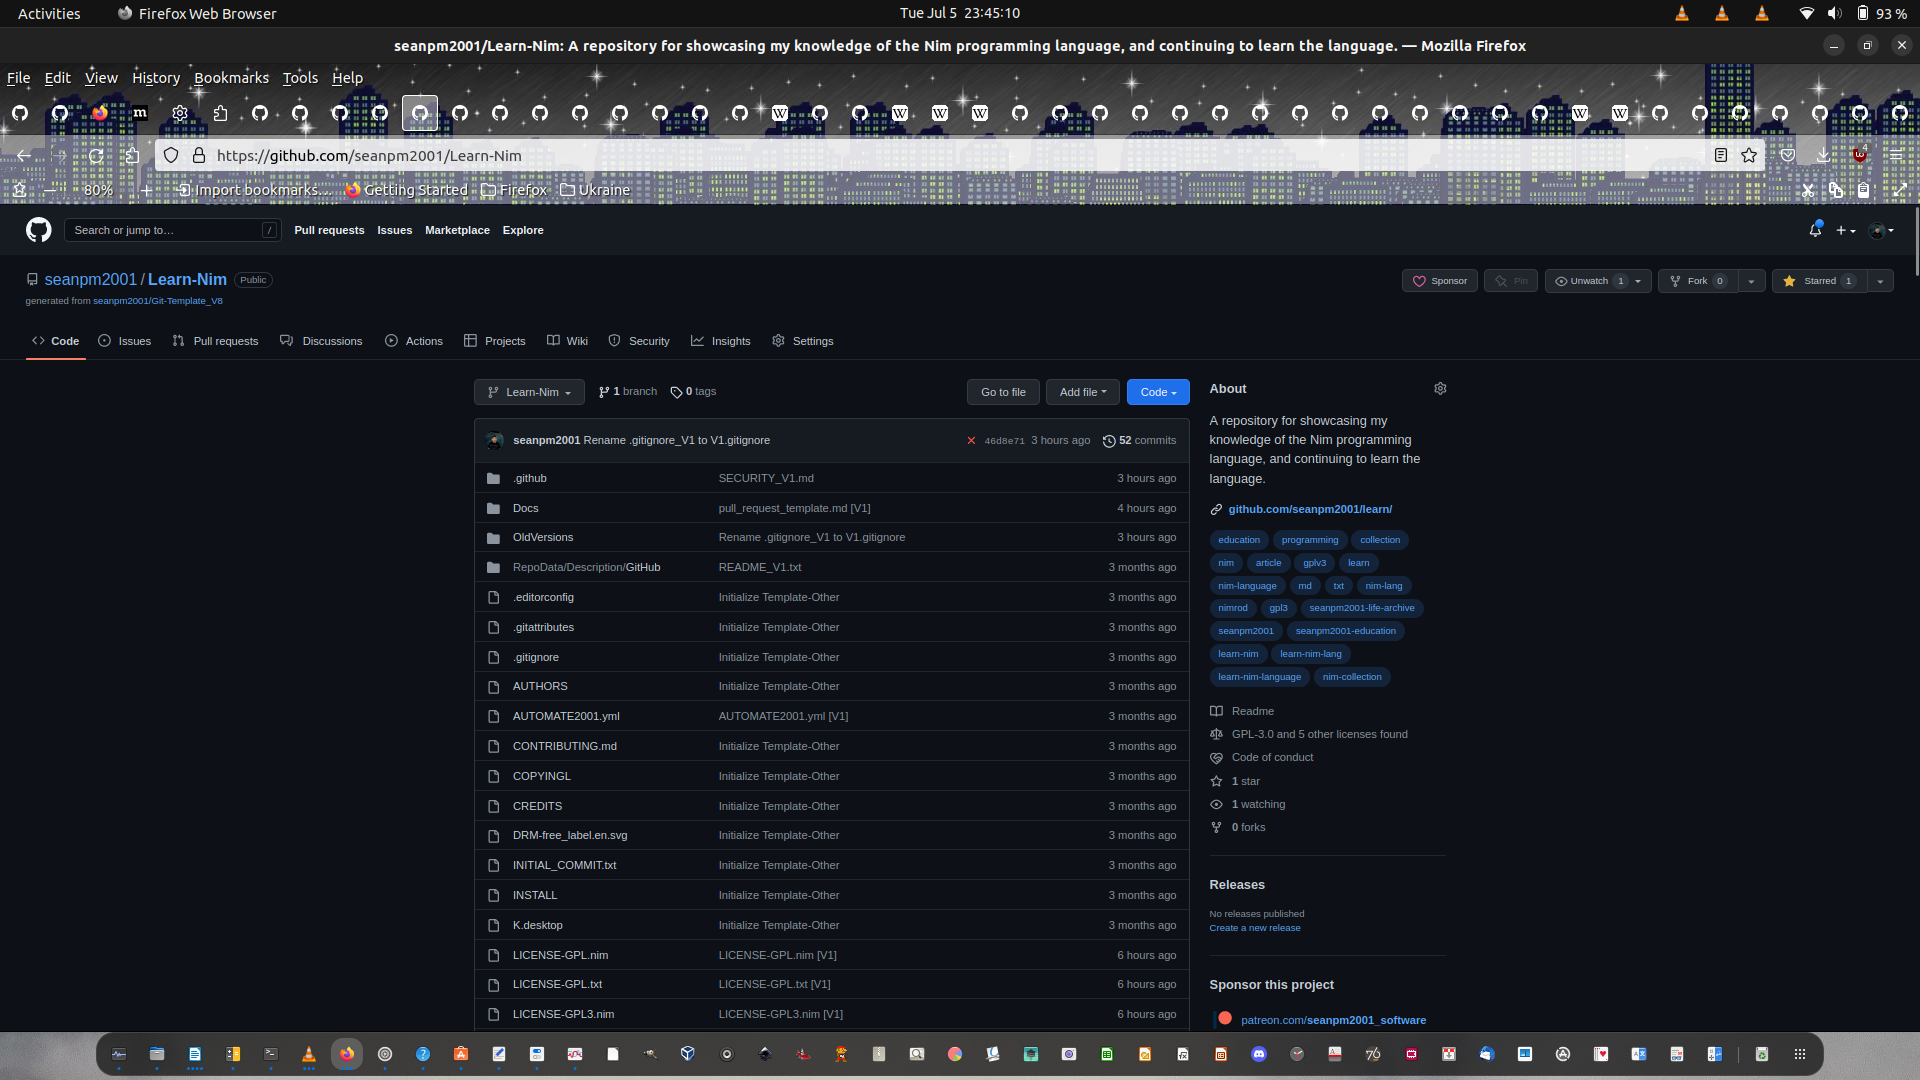 Activities
Firefox Web Browser
Tue Jul 5 23:45:10
93 %
seanpm2001/Learn-Nim: A repository for showcasing my knowledge of the Nim programming language, and continuing to learn the language. — Mozilla Firefox
File Edit View History Bookmarks Tools Help
https://github.com/seanpm2001/Learn-Nim
80%
Import bookmarks...
Getting Started
Firefox
Ukraine
Search or jump to…
/
Pull requests
Issues
Marketplace
Explore
seanpm2001 / Learn-Nim
Public
generated from seanpm2001/Git-Template_V8
Sponsor
Pin
Unwatch 1
Fork 0
Starred 1
Code
Issues
Pull requests
Discussions
Actions
Projects
Wiki
Security
Insights
Settings
Learn-Nim
1 branch
0 tags
Go to file
Add file
Code
seanpm2001 Rename .gitignore_V1 to V1.gitignore
46d8e71 3 hours ago
52 commits
.github SECURITY_V1.md 3 hours ago
Docs pull_request_template.md [V1] 4 hours ago
OldVersions Rename .gitignore_V1 to V1.gitignore 3 hours ago
RepoData/Description/GitHub README_V1.txt 3 months ago
.editorconfig Initialize Template-Other 3 months ago
.gitattributes Initialize Template-Other 3 months ago
.gitignore Initialize Template-Other 3 months ago
AUTHORS Initialize Template-Other 3 months ago
AUTOMATE2001.yml AUTOMATE2001.yml [V1] 3 months ago
CONTRIBUTING.md Initialize Template-Other 3 months ago
COPYINGL Initialize Template-Other 3 months ago
CREDITS Initialize Template-Other 3 months ago
DRM-free_label.en.svg Initialize Template-Other 3 months ago
INITIAL_COMMIT.txt Initialize Template-Other 3 months ago
INSTALL Initialize Template-Other 3 months ago
K.desktop Initialize Template-Other 3 months ago
LICENSE-GPL.nim LICENSE-GPL.nim [V1] 6 hours ago
LICENSE-GPL.txt LICENSE-GPL.txt [V1] 6 hours ago
LICENSE-GPL3.nim LICENSE-GPL3.nim [V1] 6 hours ago
About
A repository for showcasing my
knowledge of the Nim programming
language, and continuing to learn the
language.
github.com/seanpm2001/learn/
education programming collection
nim article gplv3 learn
nim-language md txt nim-lang
nimrod gpl3 seanpm2001-life-archive
seanpm2001 seanpm2001-education
learn-nim learn-nim-lang
learn-nim-language nim-collection
Readme
GPL-3.0 and 5 other licenses found
Code of conduct
1 star
1 watching
0 forks
Releases
No releases published
Create a new release
Sponsor this project
patreon.com/seanpm2001_software